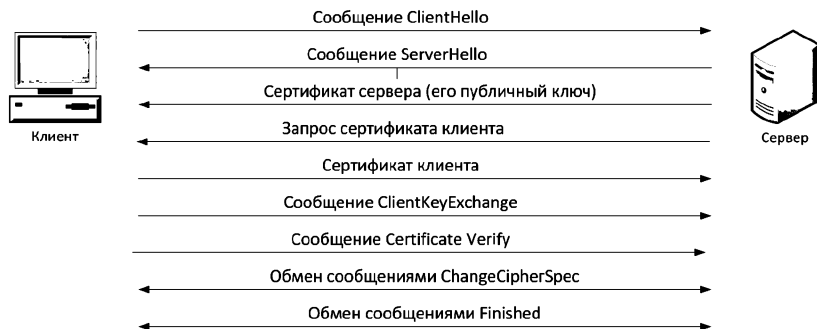 Сообщение ClientHello
Сообщение ServerHello
Сертификат сервера (его публичный ключ)
Запрос сертификата клиента
Клиент
Сервер
Сертификат клиента
Сообщение ClientKeyExchange
Сообщение Certificate Verify
Обмен сообщениями ChangeCipherSpec
Обмен сообщениями Finished